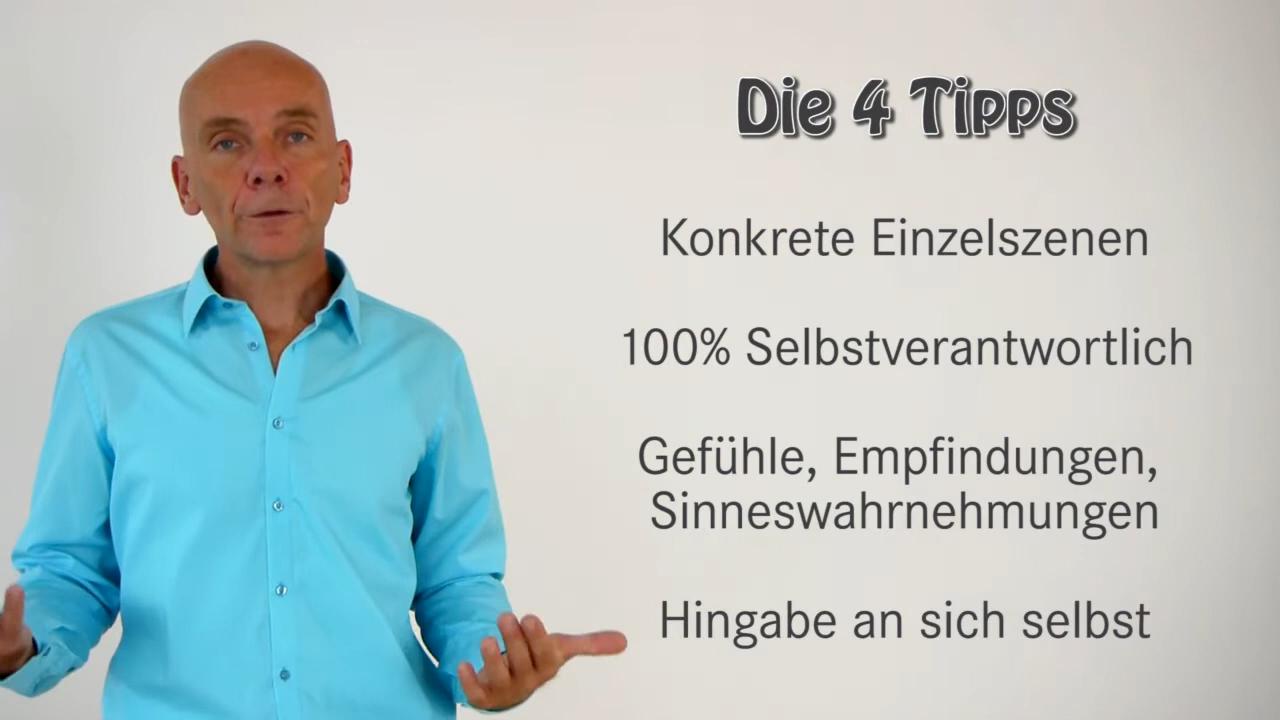 Die 4 Tipps
Konkrete Einzelszenen
100% Selbstverantwortlich
Gefühle, Empfindungen,
Sinneswahrnehmungen
Hingabe an sich selbst